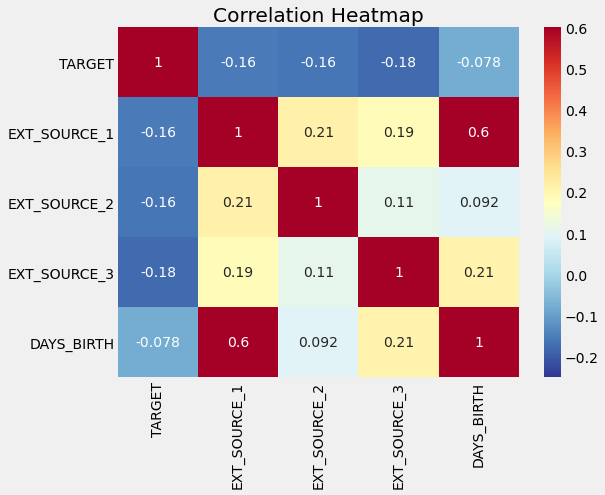 Correlation Heatmap
TARGET 1 -0.16 -0.16 -0.18 -0.078
EXT_SOURCE_1 -0.16 1 0.21 0.19 0.6
EXT_SOURCE_2 -0.16 0.21 1 0.11 0.092
EXT_SOURCE_3 -0.18 0.19 0.11 1 0.21
DAYS_BIRTH -0.078 0.6 0.092 0.21 1
TARGET
EXT_SOURCE_1
EXT_SOURCE_2
EXT_SOURCE_3
DAYS_BIRTH
0.6
0.5
0.4
0.3
0.2
0.1
0.0
−0.1
−0.2